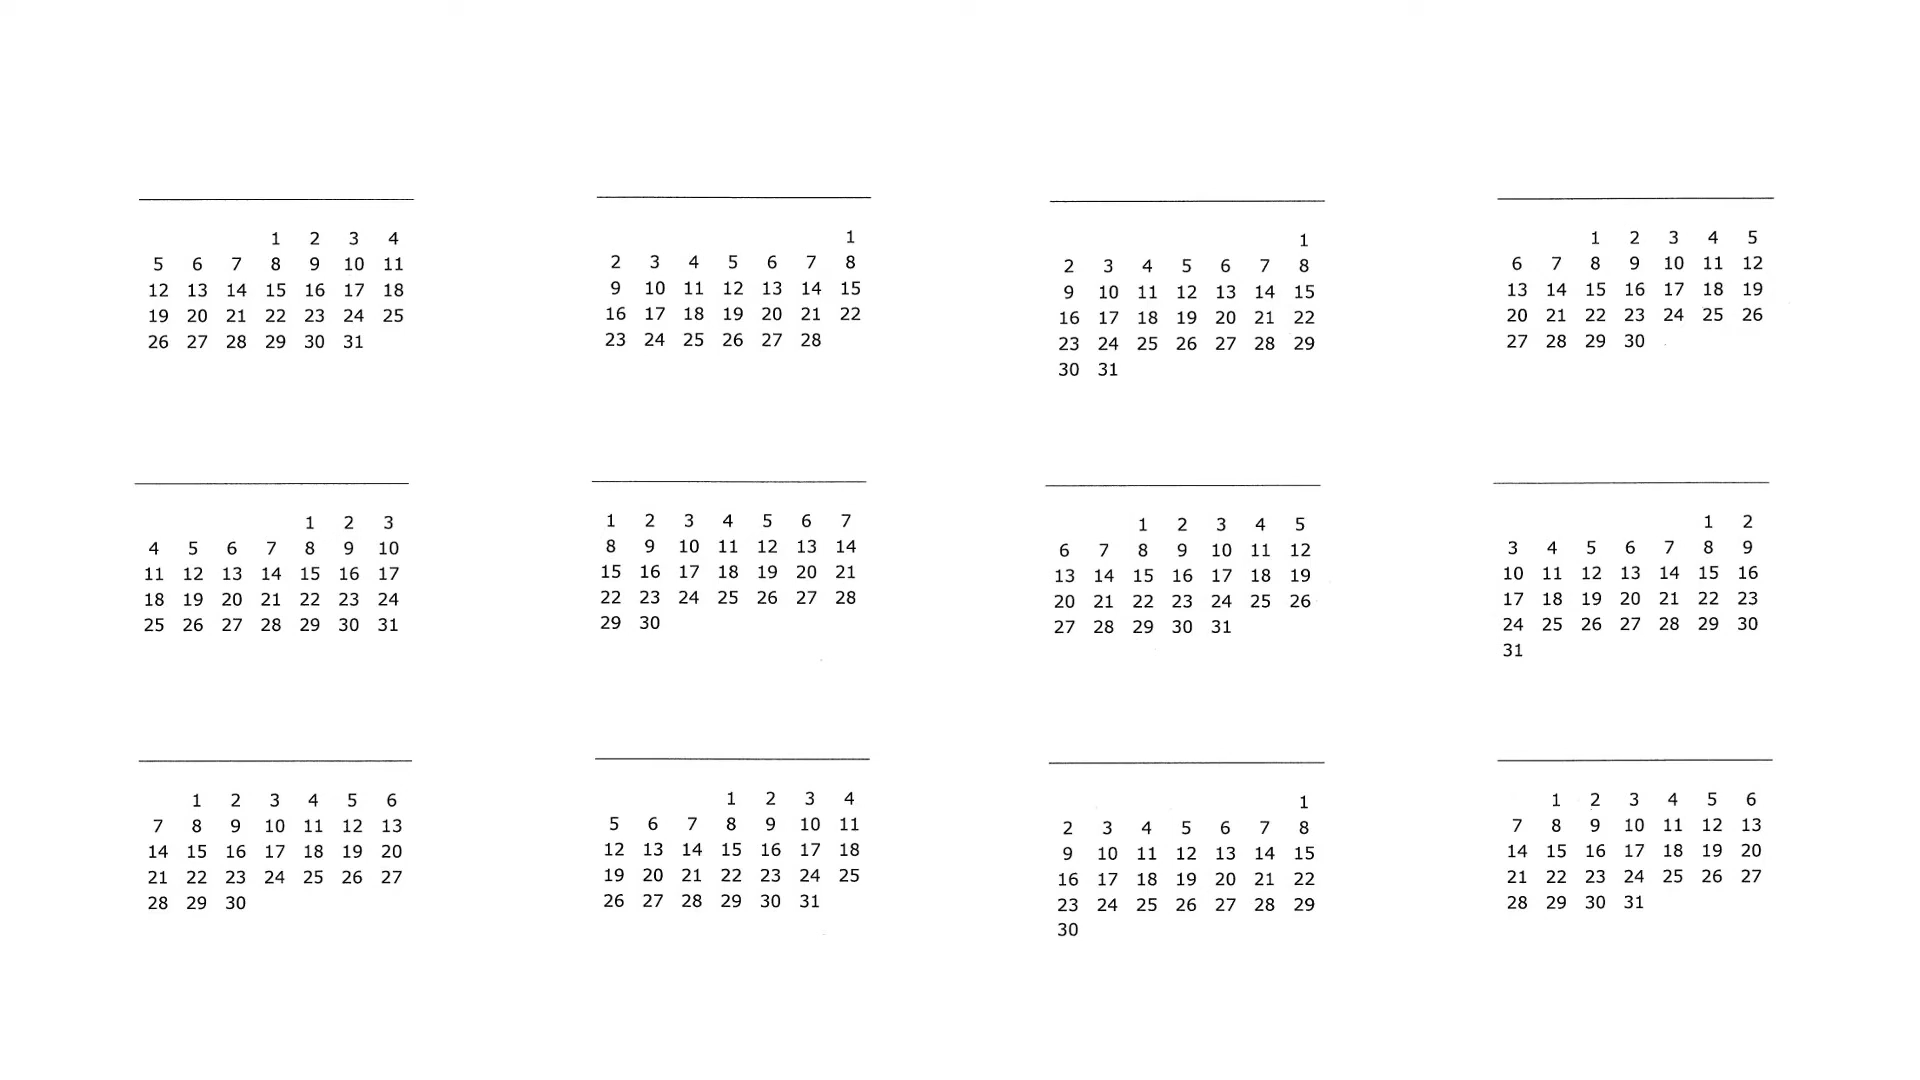 1 2 3 4
5 6 7 8 9 10 11
12 13 14 15 16 17 18
19 20 21 22 23 24 25
26 27 28 29 30 31
1
2 3 4 5 6 7 8
9 10 11 12 13 14 15
16 17 18 19 20 21 22
23 24 25 26 27 28
1
2 3 4 5 6 7 8
9 10 11 12 13 14 15
16 17 18 19 20 21 22
23 24 25 26 27 28 29
30 31
1 2 3 4 5
6 7 8 9 10 11 12
13 14 15 16 17 18 19
20 21 22 23 24 25 26
27 28 29 30
1 2 3
4 5 6 7 8 9 10
11 12 13 14 15 16 17
18 19 20 21 22 23 24
25 26 27 28 29 30 31
1 2 3 4 5 6 7
8 9 10 11 12 13 14
15 16 17 18 19 20 21
22 23 24 25 26 27 28
29 30
1 2 3 4 5
6 7 8 9 10 11 12
13 14 15 16 17 18 19
20 21 22 23 24 25 26
27 28 29 30 31
1 2
3 4 5 6 7 8 9
10 11 12 13 14 15 16
17 18 19 20 21 22 23
24 25 26 27 28 29 30
31
1 2 3 4 5 6
7 8 9 10 11 12 13
14 15 16 17 18 19 20
21 22 23 24 25 26 27
28 29 30
1 2 3 4
5 6 7 8 9 10 11
12 13 14 15 16 17 18
19 20 21 22 23 24 25
26 27 28 29 30 31
1
2 3 4 5 6 7 8
9 10 11 12 13 14 15
16 17 18 19 20 21 22
23 24 25 26 27 28 29
30
1 2 3 4 5 6
7 8 9 10 11 12 13
14 15 16 17 18 19 20
21 22 23 24 25 26 27
28 29 30 31